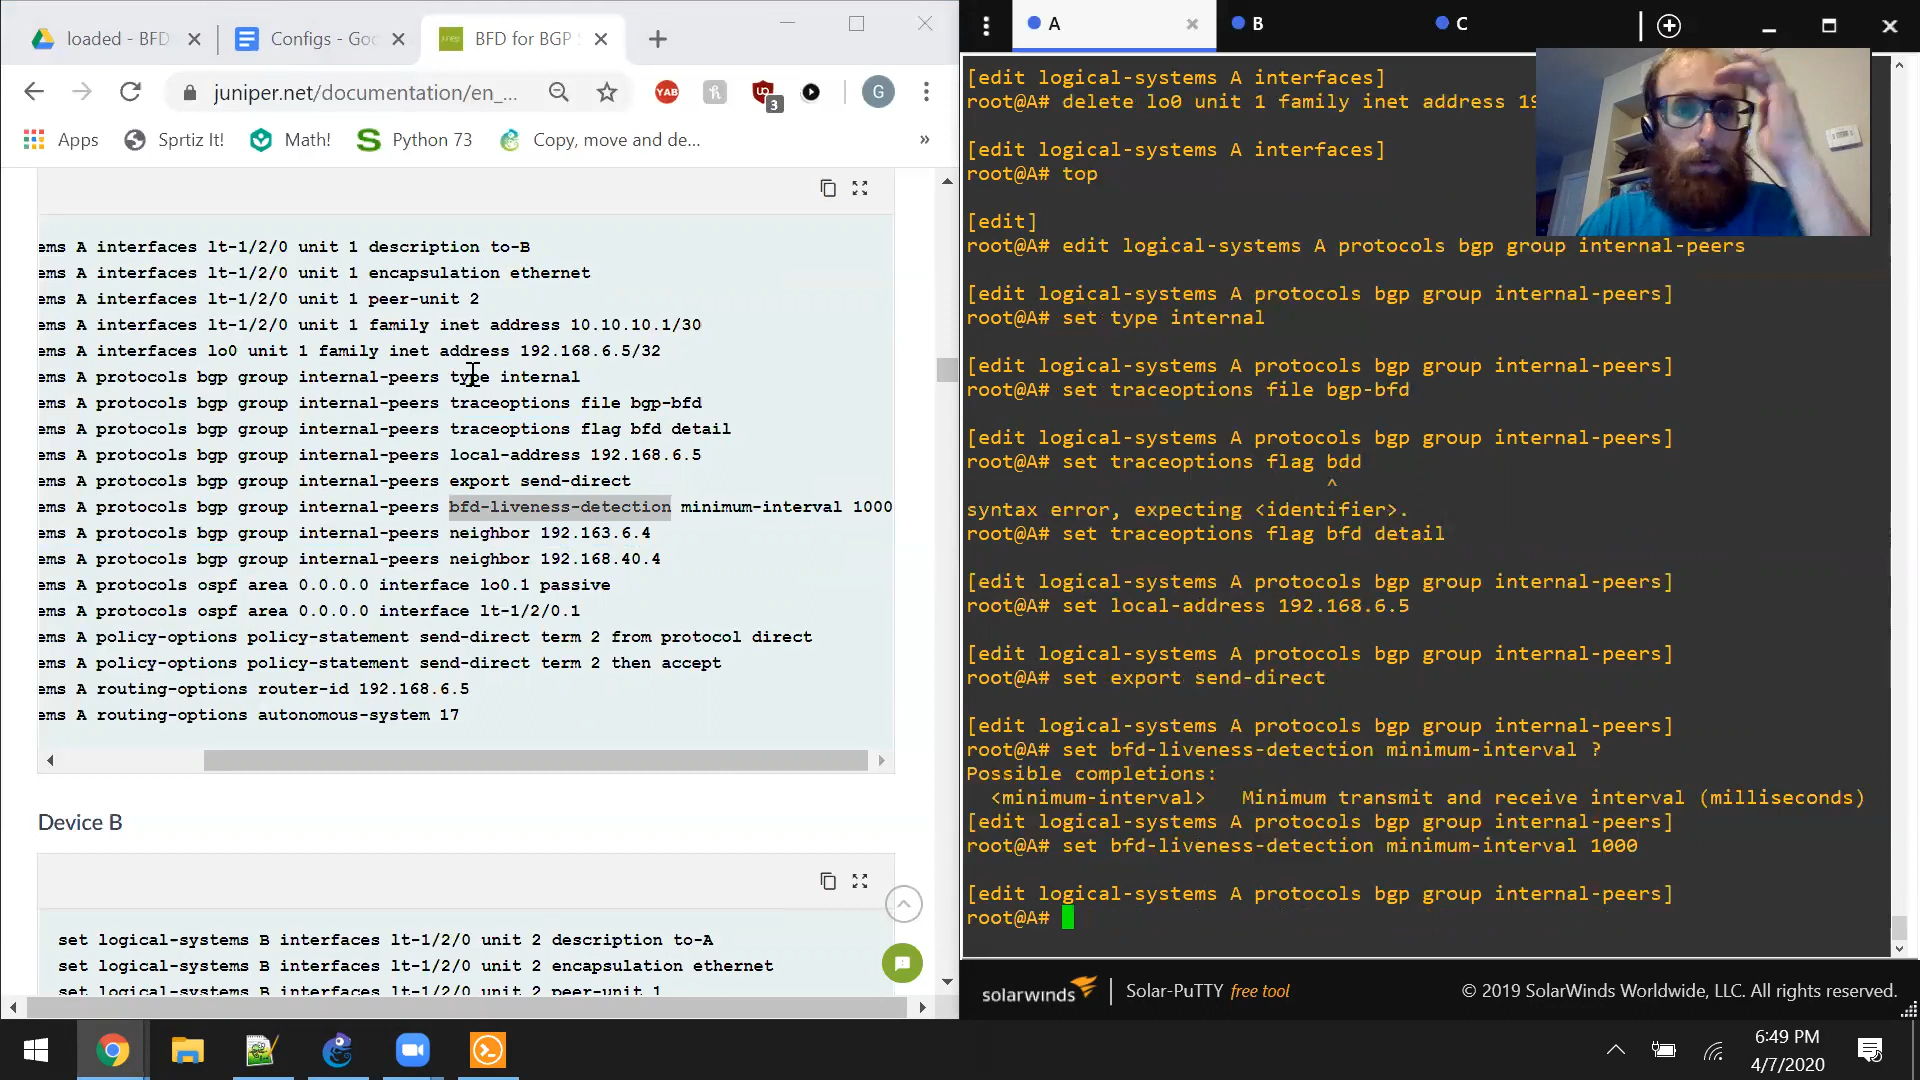 loaded - BFD
Configs - Goo
BFD for BGP S
juniper.net/documentation/en_...
YAB
3
G
Apps
Sprtiz It!
Math!
Python 73
Copy, move and de...
»
ems A interfaces lt-1/2/0 unit 1 description to-B
ems A interfaces lt-1/2/0 unit 1 encapsulation ethernet
ems A interfaces lt-1/2/0 unit 1 peer-unit 2
ems A interfaces lt-1/2/0 unit 1 family inet address 10.10.10.1/30
ems A interfaces lo0 unit 1 family inet address 192.168.6.5/32
ems A protocols bgp group internal-peers type internal
ems A protocols bgp group internal-peers traceoptions file bgp-bfd
ems A protocols bgp group internal-peers traceoptions flag bfd detail
ems A protocols bgp group internal-peers local-address 192.168.6.5
ems A protocols bgp group internal-peers export send-direct
ems A protocols bgp group internal-peers bfd-liveness-detection minimum-interval 1000
ems A protocols bgp group internal-peers neighbor 192.163.6.4
ems A protocols bgp group internal-peers neighbor 192.168.40.4
ems A protocols ospf area 0.0.0.0 interface lo0.1 passive
ems A protocols ospf area 0.0.0.0 interface lt-1/2/0.1
ems A policy-options policy-statement send-direct term 2 from protocol direct
ems A policy-options policy-statement send-direct term 2 then accept
ems A routing-options router-id 192.168.6.5
ems A routing-options autonomous-system 17
Device B
set logical-systems B interfaces lt-1/2/0 unit 2 description to-A
set logical-systems B interfaces lt-1/2/0 unit 2 encapsulation ethernet
set logical-systems B interfaces lt-1/2/0 unit 2 peer-unit 1
A
B
C
[edit logical-systems A interfaces]
root@A# delete lo0 unit 1 family inet address 19
[edit logical-systems A interfaces]
root@A# top
[edit]
root@A# edit logical-systems A protocols bgp group internal-peers
[edit logical-systems A protocols bgp group internal-peers]
root@A# set type internal
[edit logical-systems A protocols bgp group internal-peers]
root@A# set traceoptions file bgp-bfd
[edit logical-systems A protocols bgp group internal-peers]
root@A# set traceoptions flag bdd
^
syntax error, expecting <identifier>.
root@A# set traceoptions flag bfd detail
[edit logical-systems A protocols bgp group internal-peers]
root@A# set local-address 192.168.6.5
[edit logical-systems A protocols bgp group internal-peers]
root@A# set export send-direct
[edit logical-systems A protocols bgp group internal-peers]
root@A# set bfd-liveness-detection minimum-interval ?
Possible completions:
<minimum-interval> Minimum transmit and receive interval (milliseconds)
[edit logical-systems A protocols bgp group internal-peers]
root@A# set bfd-liveness-detection minimum-interval 1000
[edit logical-systems A protocols bgp group internal-peers]
root@A#
solarwinds
Solar-PuTTY free tool
© 2019 SolarWinds Worldwide, LLC. All rights reserved.
6:49 PM
4/7/2020